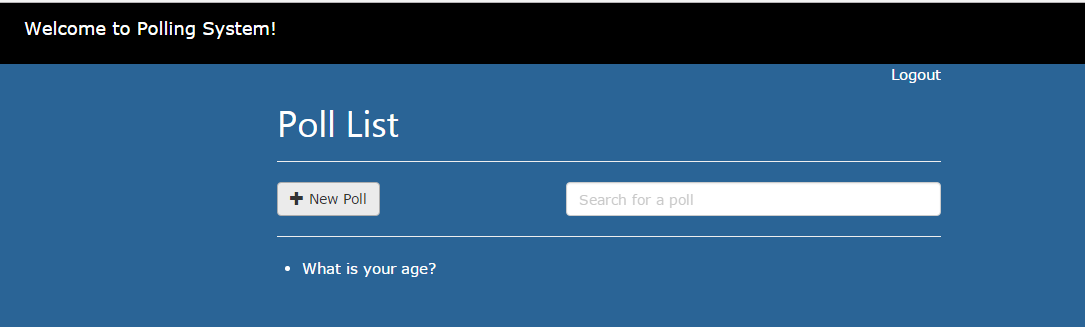 Welcome to Polling System!
Logout
Poll List
New Poll
Search for a poll
What is your age?